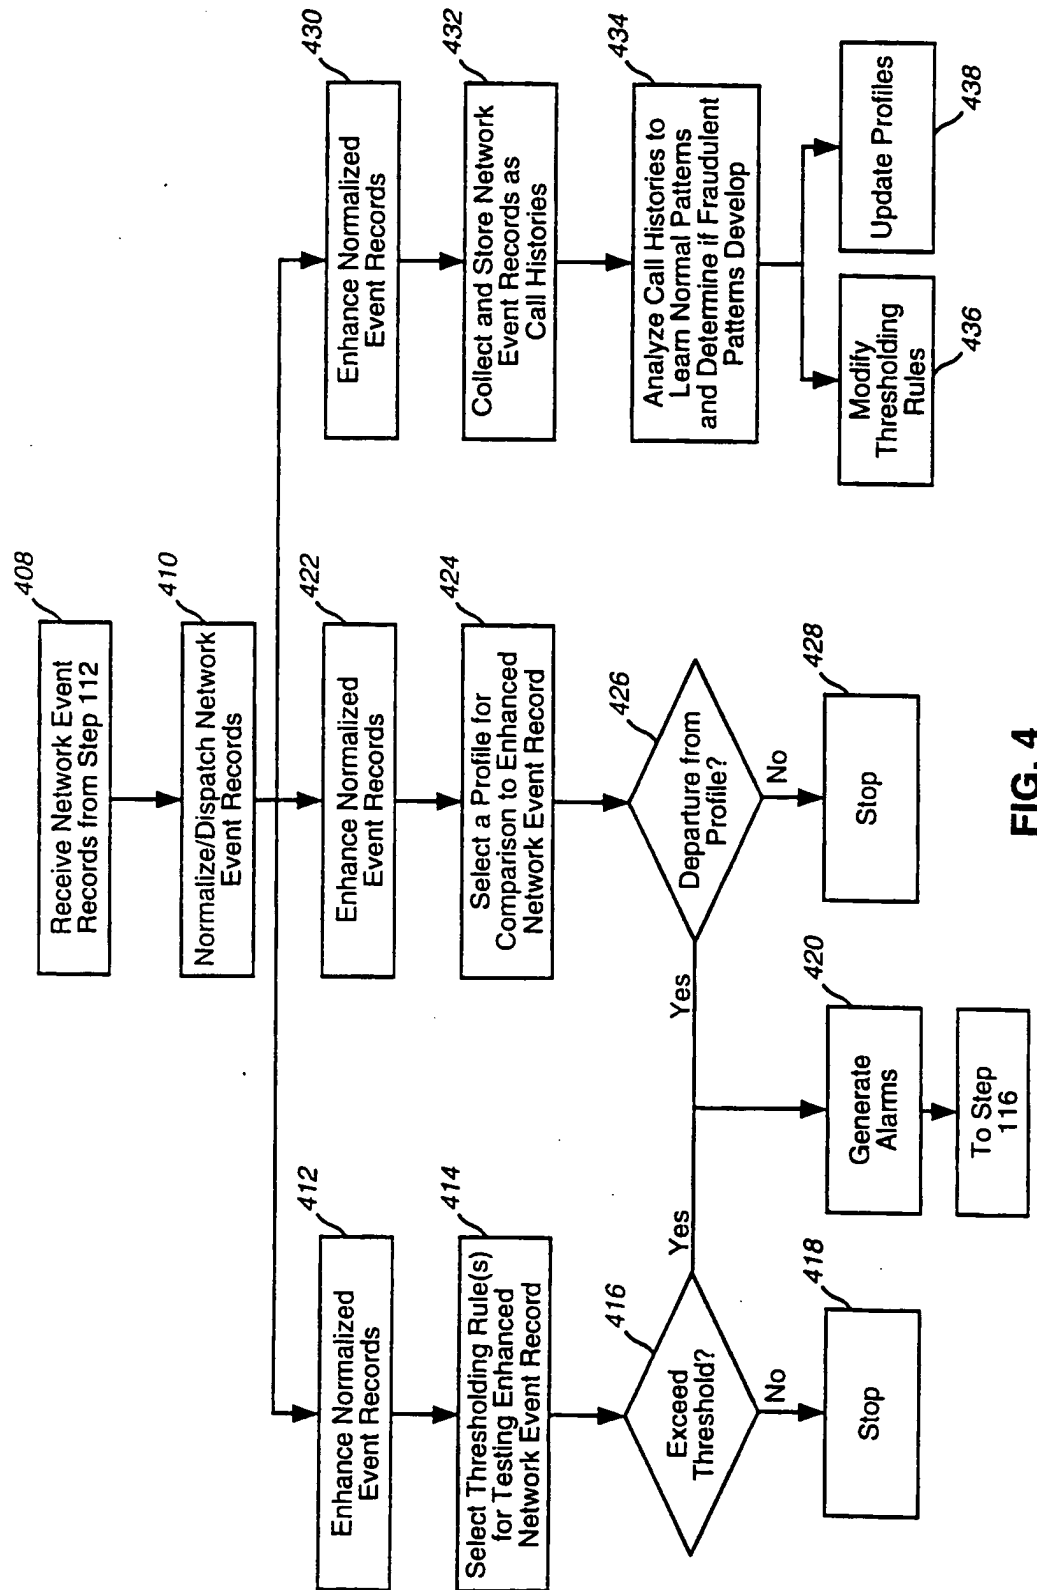 408
Receive Network Event
Records from Step 112
410
Normalize/Dispatch Network
Event Records
412
Enhance Normalized
Event Records
414
Select Thresholding Rule(s)
for Testing Enhanced
Network Event Record
416
Exceed
Threshold?
Yes
No
418
Stop
422
Enhance Normalized
Event Records
424
Select a Profile for
Comparison to Enhanced
Network Event Record
426
Departure from
Profile?
Yes
No
428
Stop
420
Generate
Alarms
To Step
116
430
Enhance Normalized
Event Records
432
Collect and Store Network
Event Records as
Call Histories
434
Analyze Call Histories to
Learn Normal Patterns
and Determine if Fraudulent
Patterns Develop
Modify
Thresholding
Rules
436
Update Profiles
438
FIG. 4